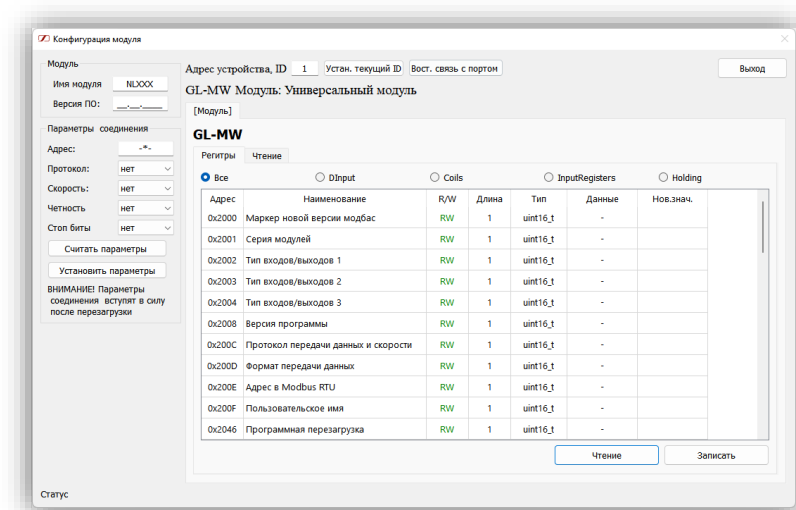 Конфигурация модуля
Модуль
Имя модуля NLXXX
Версия ПО: __.__.____
Параметры соединения
Адрес: -*-
Протокол: нет
Скорость: нет
Четность нет
Стоп биты нет
Считать параметры
Установить параметры
ВНИМАНИЕ! Параметры
соединения вступят в силу
после перезагрузки
Адрес устройства, ID 1 Устан. текущий ID Вост. связь с портом Выход
GL-MW Модуль: Универсальный модуль
[Модуль]
GL-MW
Регитры Чтение
Все DInput Coils InputRegisters Holding
Адрес Наименование R/W Длина Тип Данные Нов.знач.
0x2000 Маркер новой версии модбас RW 1 uint16_t -
0x2001 Серия модулей RW 1 uint16_t -
0x2002 Тип входов/выходов 1 RW 1 uint16_t -
0x2003 Тип входов/выходов 2 RW 1 uint16_t -
0x2004 Тип входов/выходов 3 RW 1 uint16_t -
0x2008 Версия программы RW 1 uint16_t -
0x200C Протокол передачи данных и скорости RW 1 uint16_t -
0x200D Формат передачи данных RW 1 uint16_t -
0x200E Адрес в Modbus RTU RW 1 uint16_t -
0x200F Пользовательское имя RW 1 uint16_t -
0x2046 Программная перезагрузка RW 1 uint16_t -
Чтение Записать
Статус